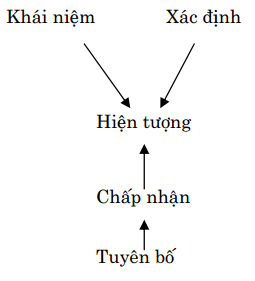 Khái niệm Xác định
Hiện tượng
Chấp nhận
Tuyên bố